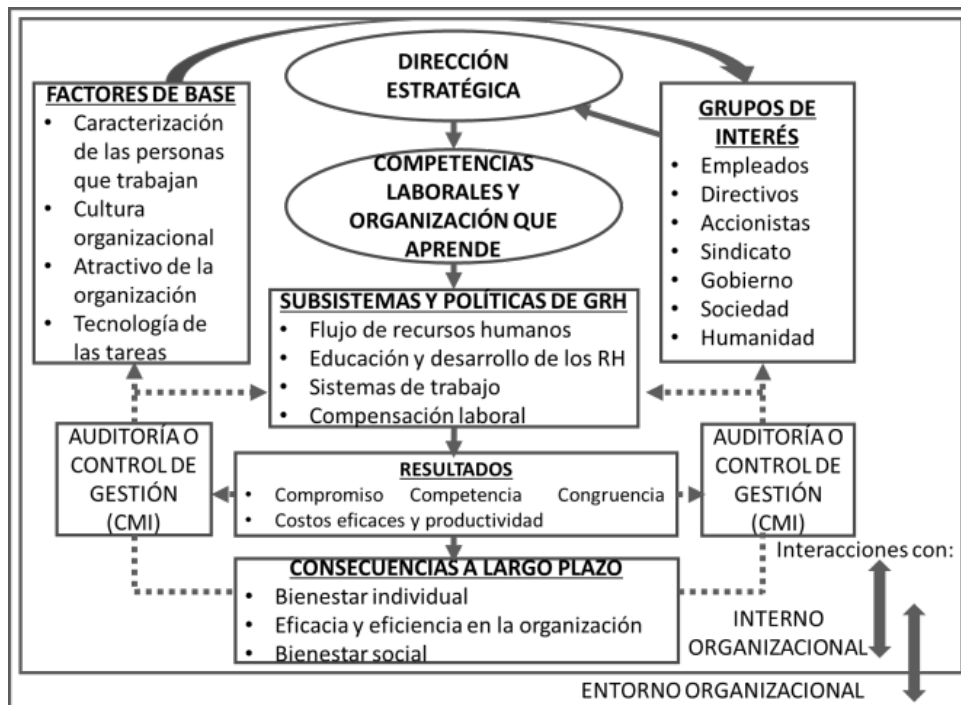 DIRECCIÓN
ESTRATÉGICA
FACTORES DE BASE
• Caracterización
de las personas
que trabajan
• Cultura
organizacional
• Atractivo de la
organización
• Tecnología de
las tareas
COMPETENCIAS
LABORALES Y
ORGANIZACIÓN QUE
APRENDE
GRUPOS DE
INTERÉS
• Empleados
• Directivos
• Accionistas
• Sindicato
• Gobierno
• Sociedad
• Humanidad
SUBSISTEMAS Y POLÍTICAS DE GRH
• Flujo de recursos humanos
• Educación y desarrollo de los RH
• Sistemas de trabajo
• Compensación laboral
AUDITORÍA O
CONTROL DE
GESTIÓN
(CMI)
RESULTADOS
• Compromiso Competencia Congruencia
• Costos eficaces y productividad
AUDITORÍA O
CONTROL DE
GESTIÓN
(CMI)
CONSECUENCIAS A LARGO PLAZO
• Bienestar individual
• Eficacia y eficiencia en la organización
• Bienestar social
Interacciones con:
INTERNO
ORGANIZACIONAL
ENTORNO ORGANIZACIONAL